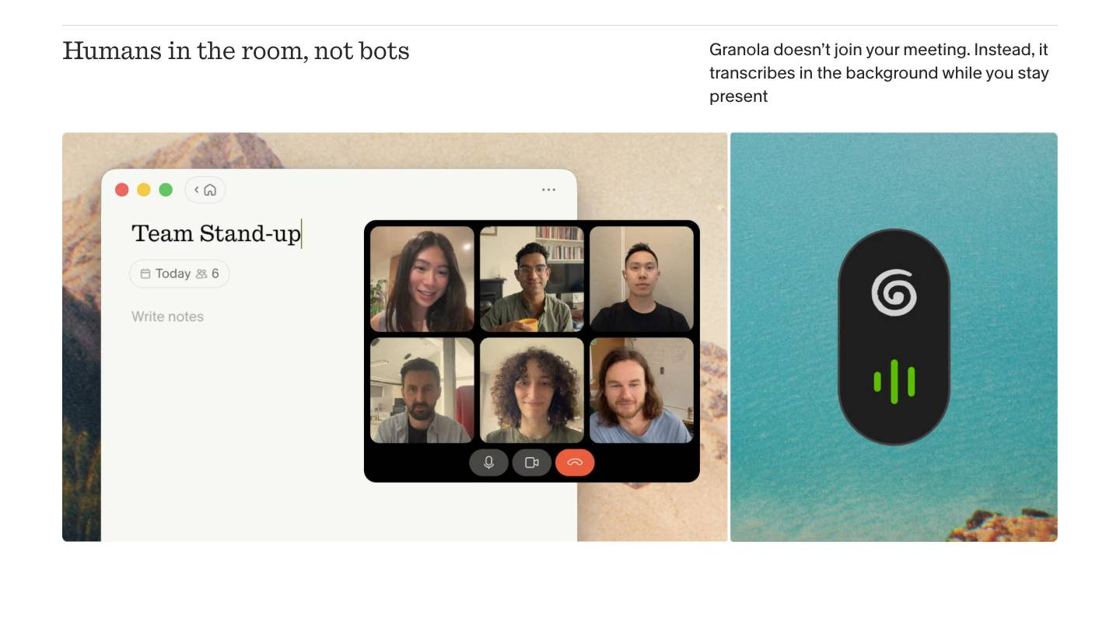 Humans in the room, not bots
Granola doesn’t join your meeting. Instead, it
transcribes in the background while you stay
present
Team Stand-up
Today 6
Write notes